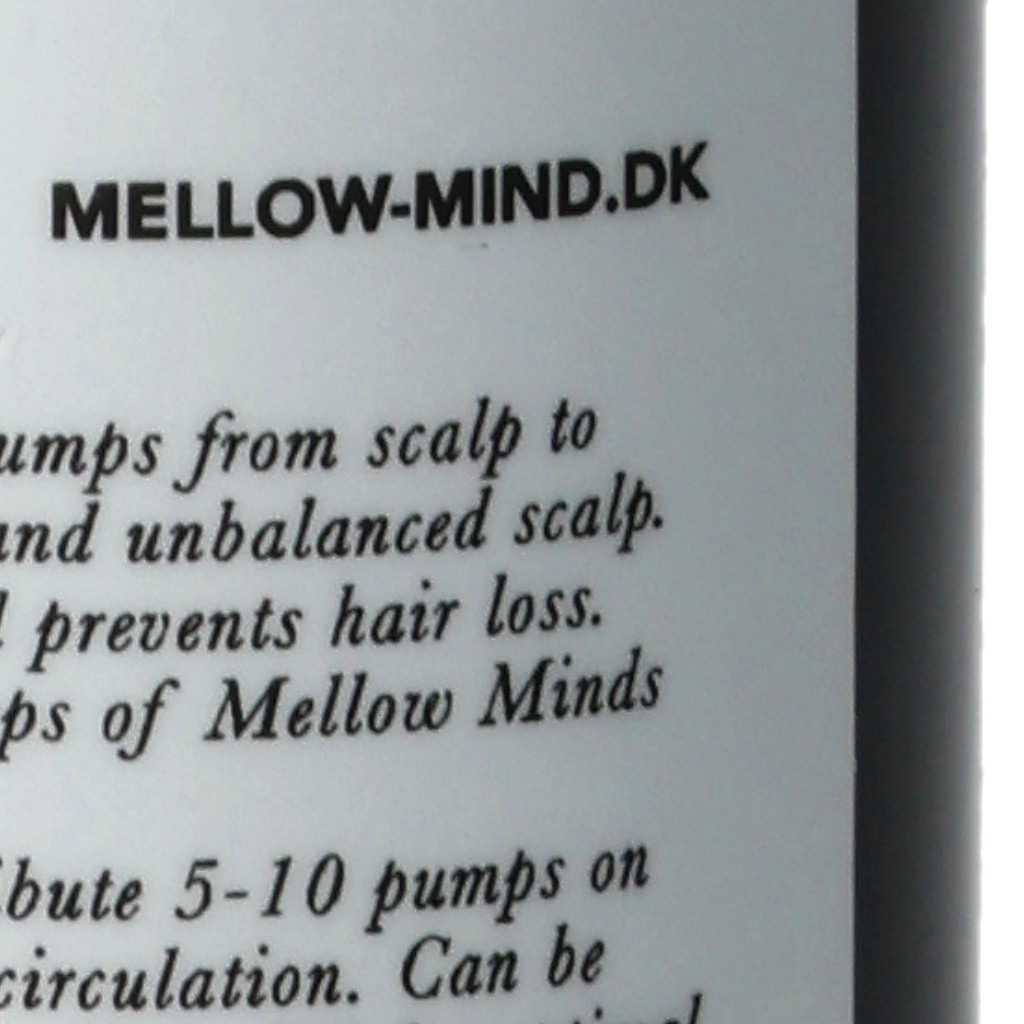 MELLOW-MIND.DK
umps from scalp to
and unbalanced scalp.
prevents hair loss.
ps of Mellow Minds
ibute 5-10 pumps on
circulation. Can be